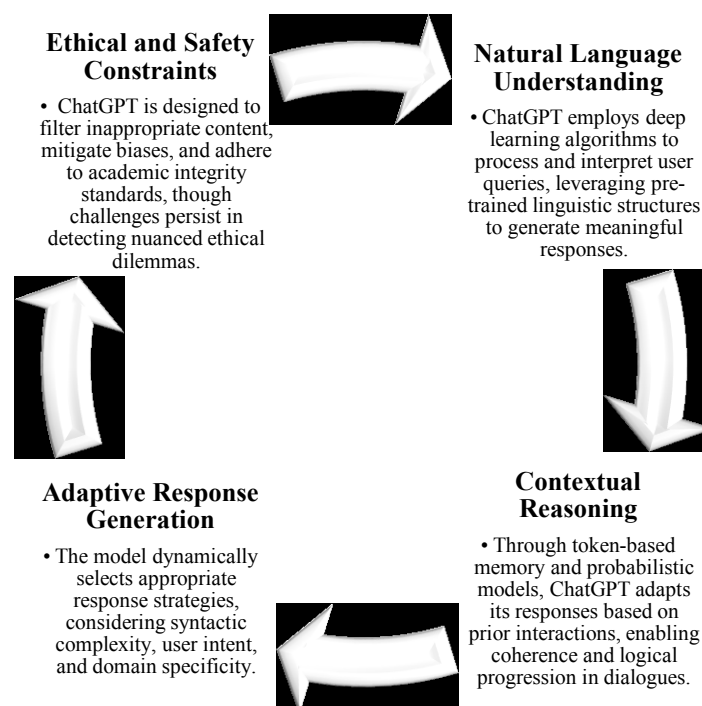 Ethical and Safety
Constraints
• ChatGPT is designed to
filter inappropriate content,
mitigate biases, and adhere
to academic integrity
standards, though
challenges persist in
detecting nuanced ethical
dilemmas.
Natural Language
Understanding
• ChatGPT employs deep
learning algorithms to
process and interpret user
queries, leveraging pre-
trained linguistic structures
to generate meaningful
responses.
Contextual
Reasoning
• Through token-based
memory and probabilistic
models, ChatGPT adapts
its responses based on
prior interactions, enabling
coherence and logical
progression in dialogues.
Adaptive Response
Generation
• The model dynamically
selects appropriate
response strategies,
considering syntactic
complexity, user intent,
and domain specificity.